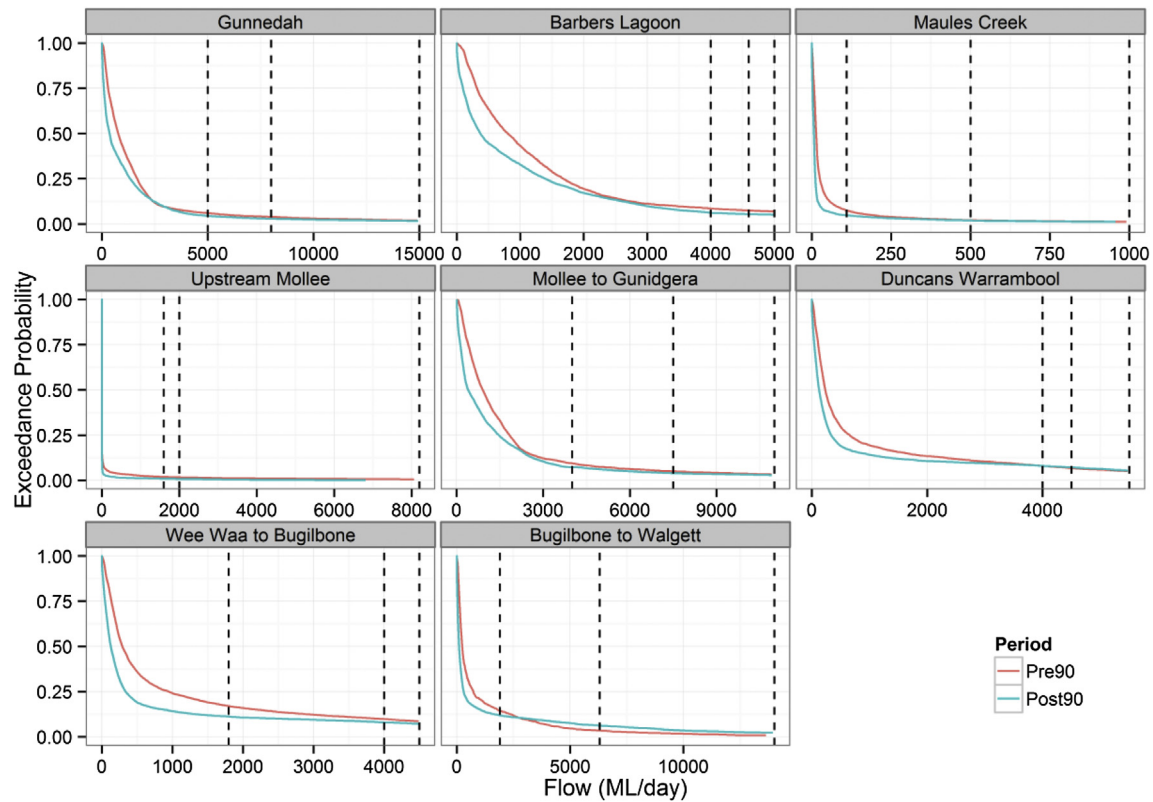 Gunnedah
Barbers Lagoon
Maules Creek
1.00
0.75
0.50
0.25
0.00
0 5000 10000 15000
0 1000 2000 3000 4000 5000
0 250 500 750 1000
Upstream Mollee
Mollee to Gunidgera
Duncans Warrambool
Exceedance Probability
1.00
0.75
0.50
0.25
0.00
0 2000 4000 6000 8000
0 3000 6000 9000
0 2000 4000
Wee Waa to Bugilbone
Bugilbone to Walgett
1.00
0.75
0.50
0.25
0.00
0 1000 2000 3000 4000
0 5000 10000
Flow (ML/day)
Period
Pre90
Post90